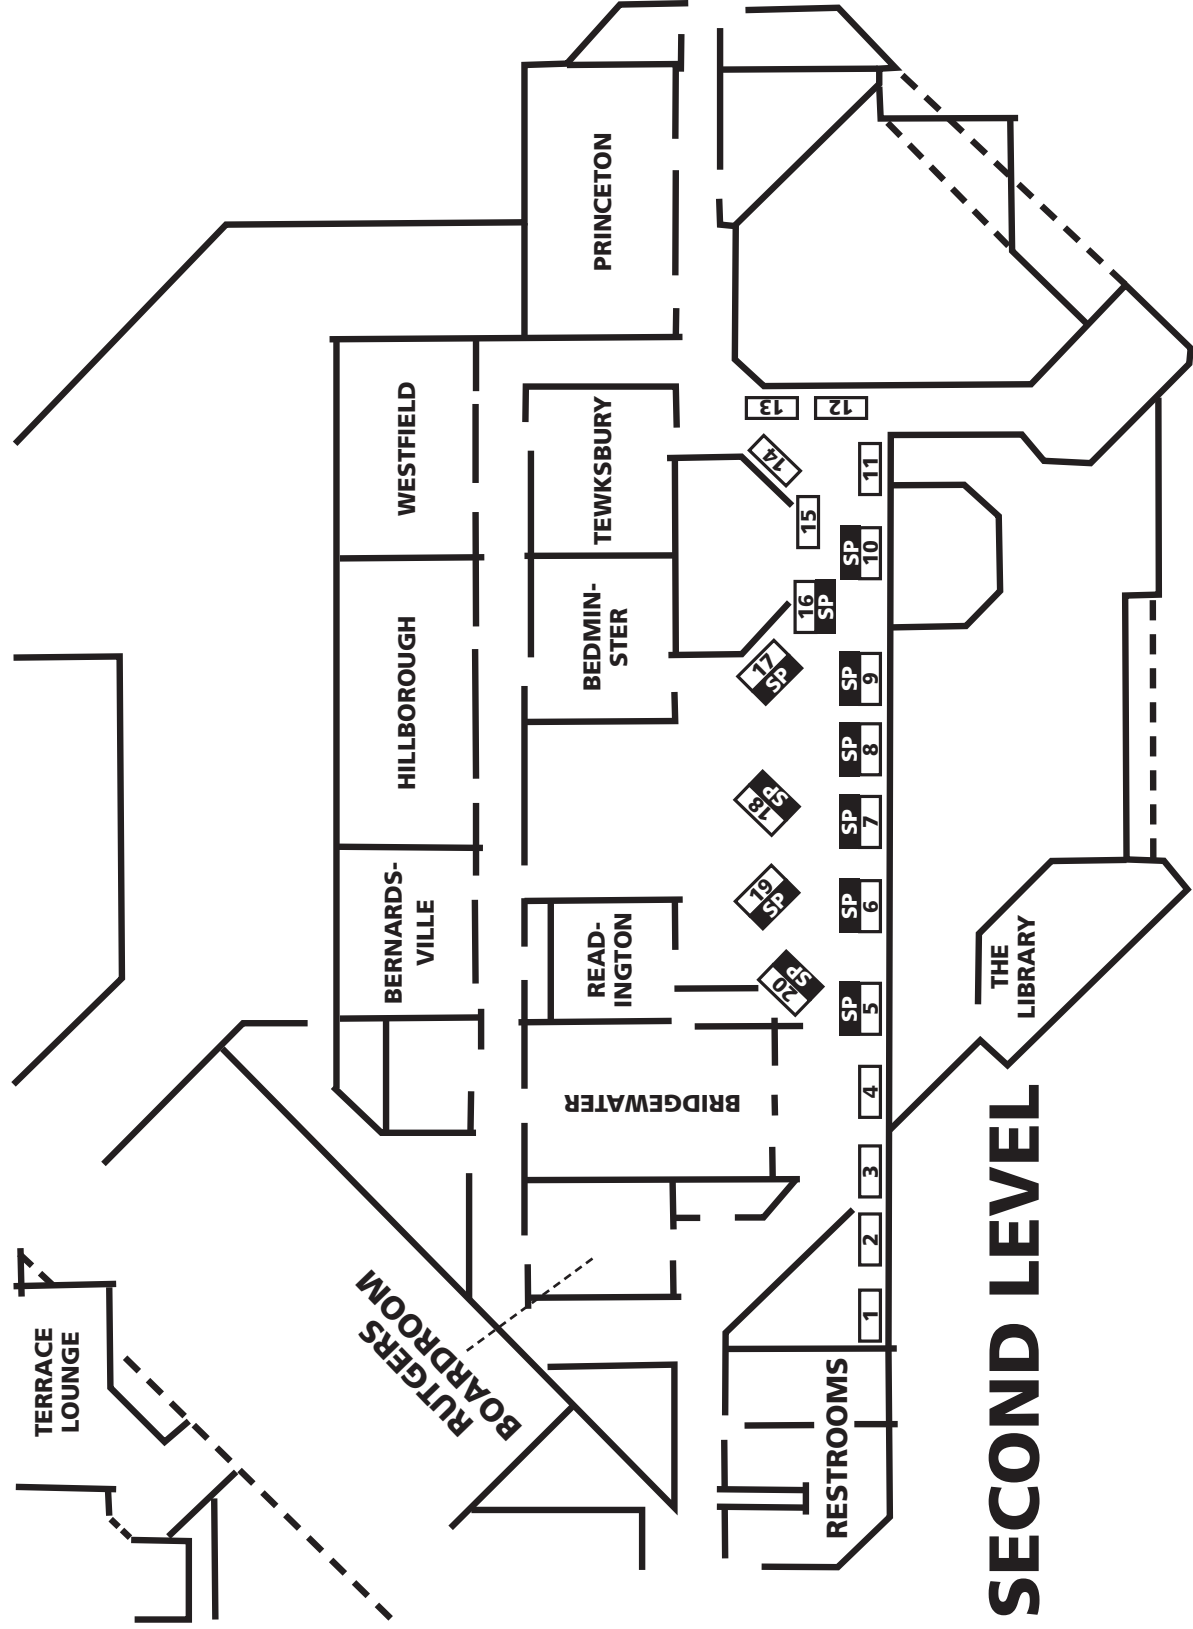 TERRACE
LOUNGE
RUTGERS
BOARDROOM
BERNARDS-
VILLE
HILLBOROUGH
WESTFIELD
BRIDGEWATER
READ-
INGTON
BEDMIN-
STER
TEWKSBURY
PRINCETON
20
SP
19
SP
18
SP
17
SP
16
SP
15
14
13
12
RESTROOMS
1
2
3
4
SP
5
SP
6
SP
7
SP
8
SP
9
SP
10
11
THE
LIBRARY
SECOND LEVEL